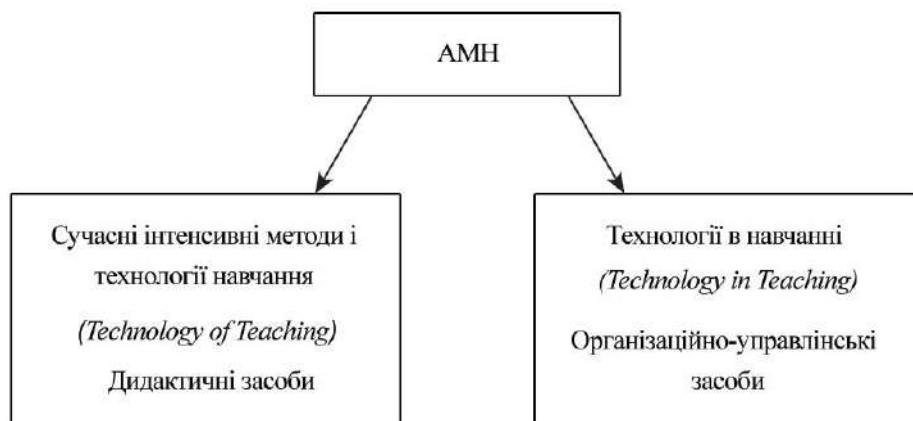 АМН
Сучасні інтенсивні методи і
технології навчання
(Technology of Teaching)
Дидактичні засоби
Технології в навчанні
(Technology in Teaching)
Організаційно-управлінські
засоби